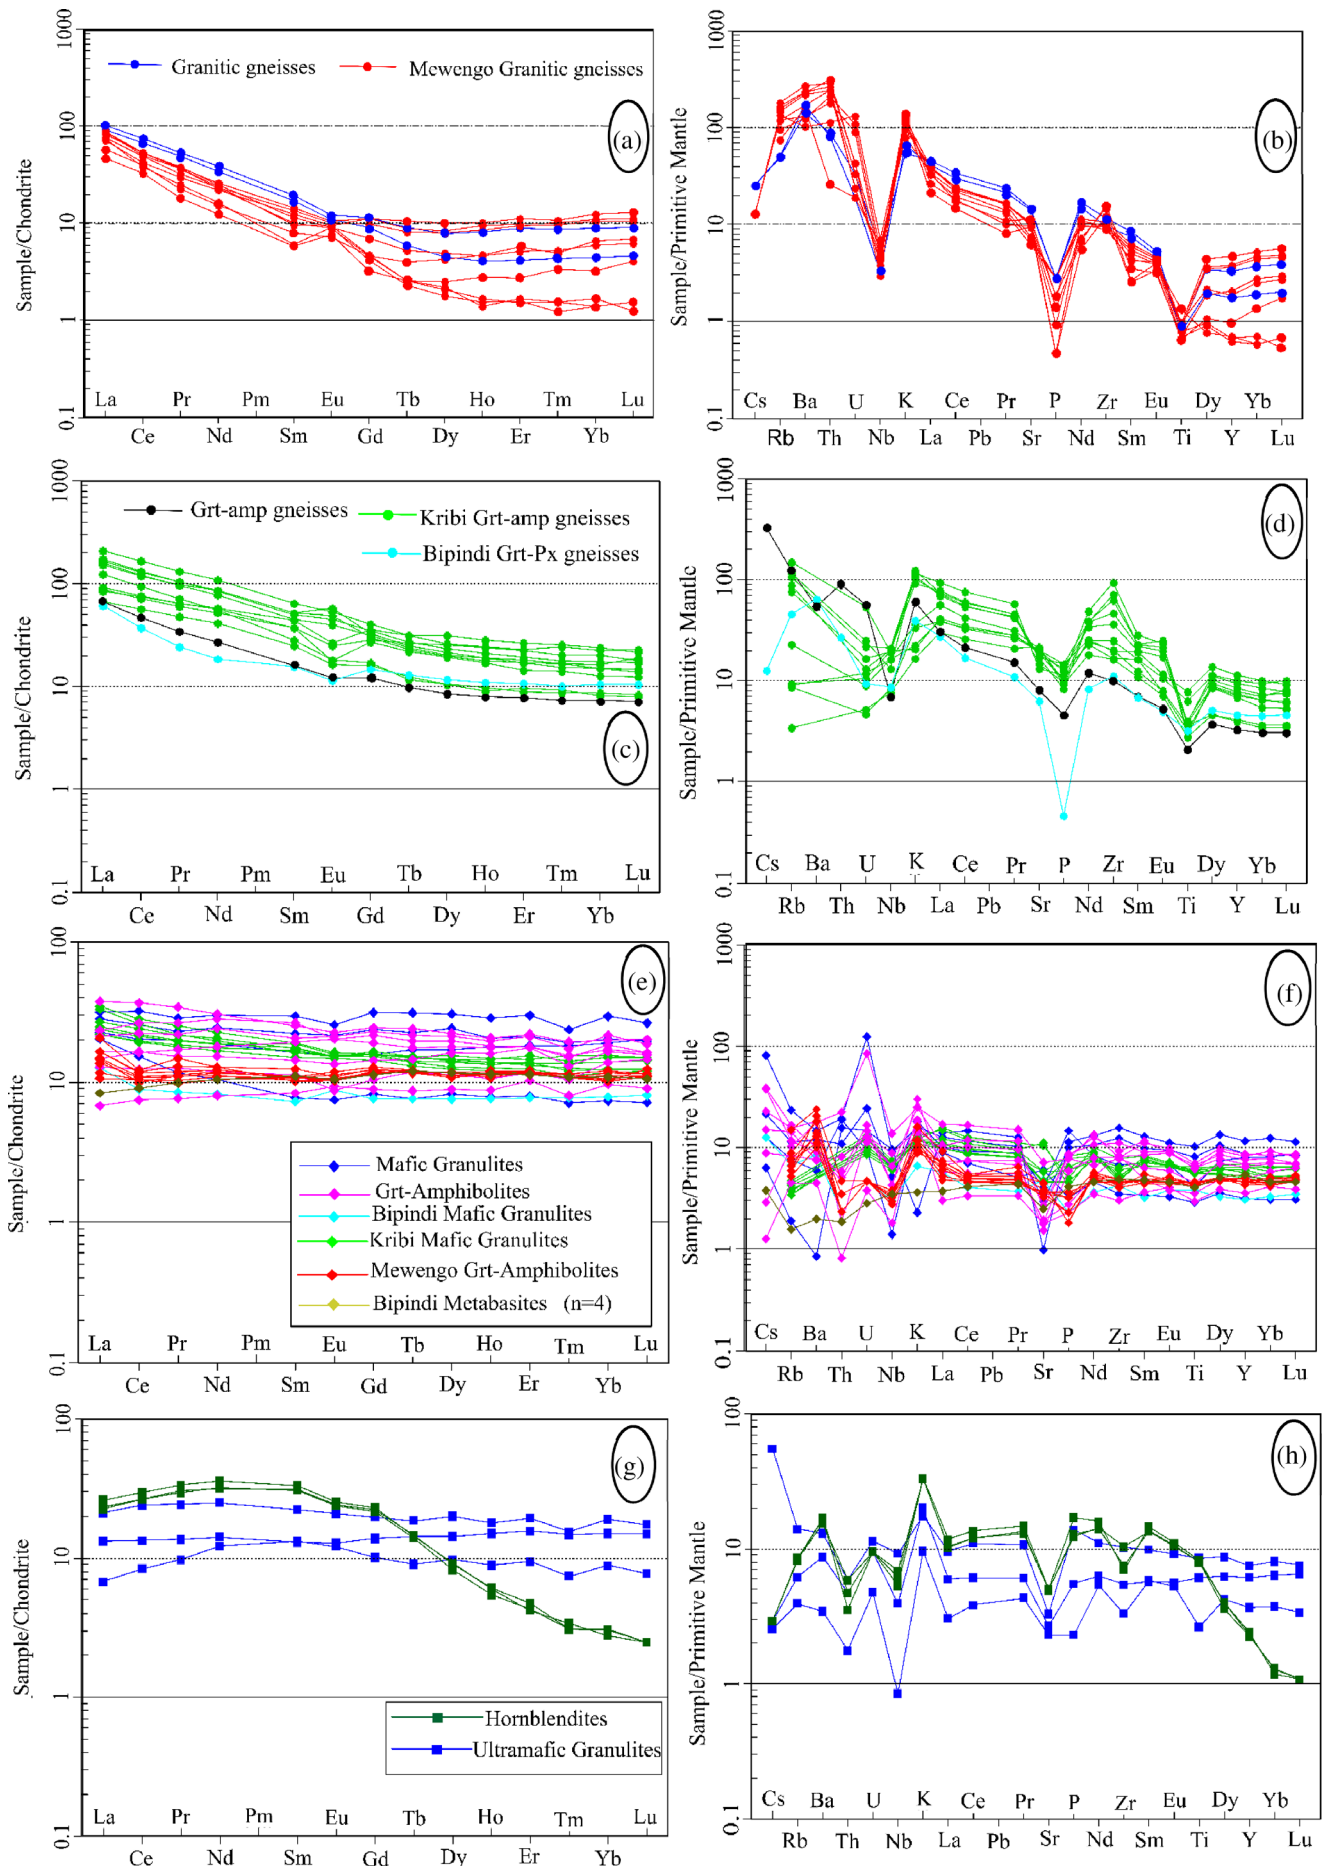 1000
100
10
1
0.1
Sample/Chondrite
Granitic gneisses
Mewengo Granitic gneisses
(a)
La Pr Pm Eu Tb Ho Tm Lu
Ce Nd Sm Gd Dy Er Yb
1000
100
10
1
0.1
Sample/Primitive Mantle
(b)
Cs Ba U K Ce Pr P Zr Eu Dy Yb
Rb Th Nb La Pb Sr Nd Sm Ti Y Lu
1000
100
10
1
0.1
Sample/Chondrite
Grt-amp gneisses
Kribi Grt-amp gneisses
Bipindi Grt-Px gneisses
(c)
La Pr Pm Eu Tb Ho Tm Lu
Ce Nd Sm Gd Dy Er Yb
1000
100
10
1
0.1
Sample/Primitive Mantle
(d)
Cs Ba U K Ce Pr P Zr Eu Dy Yb
Rb Th Nb La Pb Sr Nd Sm Ti Y Lu
100
10
1
0.1
Sample/Chondrite
(e)
Mafic Granulites
Grt-Amphibolites
Bipindi Mafic Granulites
Kribi Mafic Granulites
Mewengo Grt-Amphibolites
Bipindi Metabasites (n=4)
La Pr Pm Eu Tb Ho Tm Lu
Ce Nd Sm Gd Dy Er Yb
1000
100
10
1
0.1
Sample/Primitive Mantle
(f)
Cs Ba U K Ce Pr P Zr Eu Dy Yb
Rb Th Nb La Pb Sr Nd Sm Ti Y Lu
100
10
1
0.1
Sample/Chondrite
(g)
Hornblendites
Ultramafic Granulites
La Pr Pm Eu Tb Ho Tm Lu
Ce Nd Sm Gd Dy Er Yb
100
10
1
0.1
Sample/Primitive Mantle
(h)
Cs Ba U K Ce Pr P Zr Eu Dy Yb
Rb Th Nb La Pb Sr Nd Sm Ti Y Lu